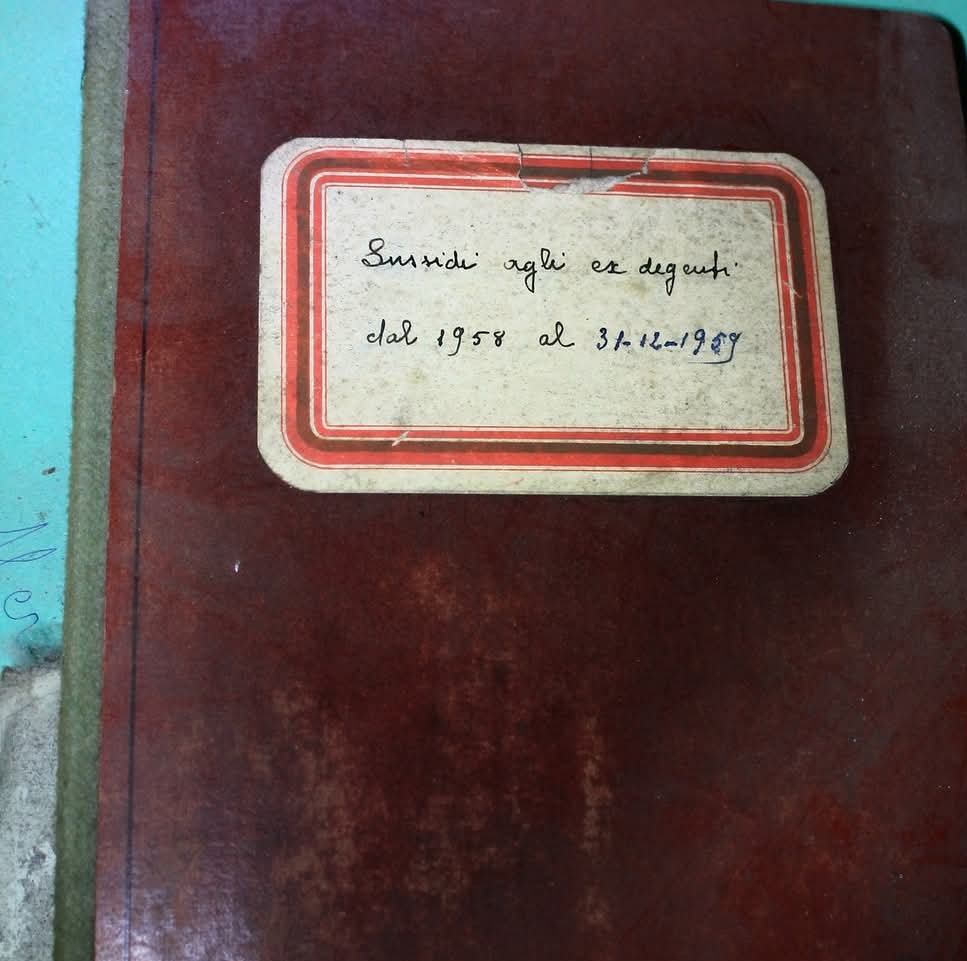 Sussidi agli ex degenti
dal 1958 al 31-12-1959